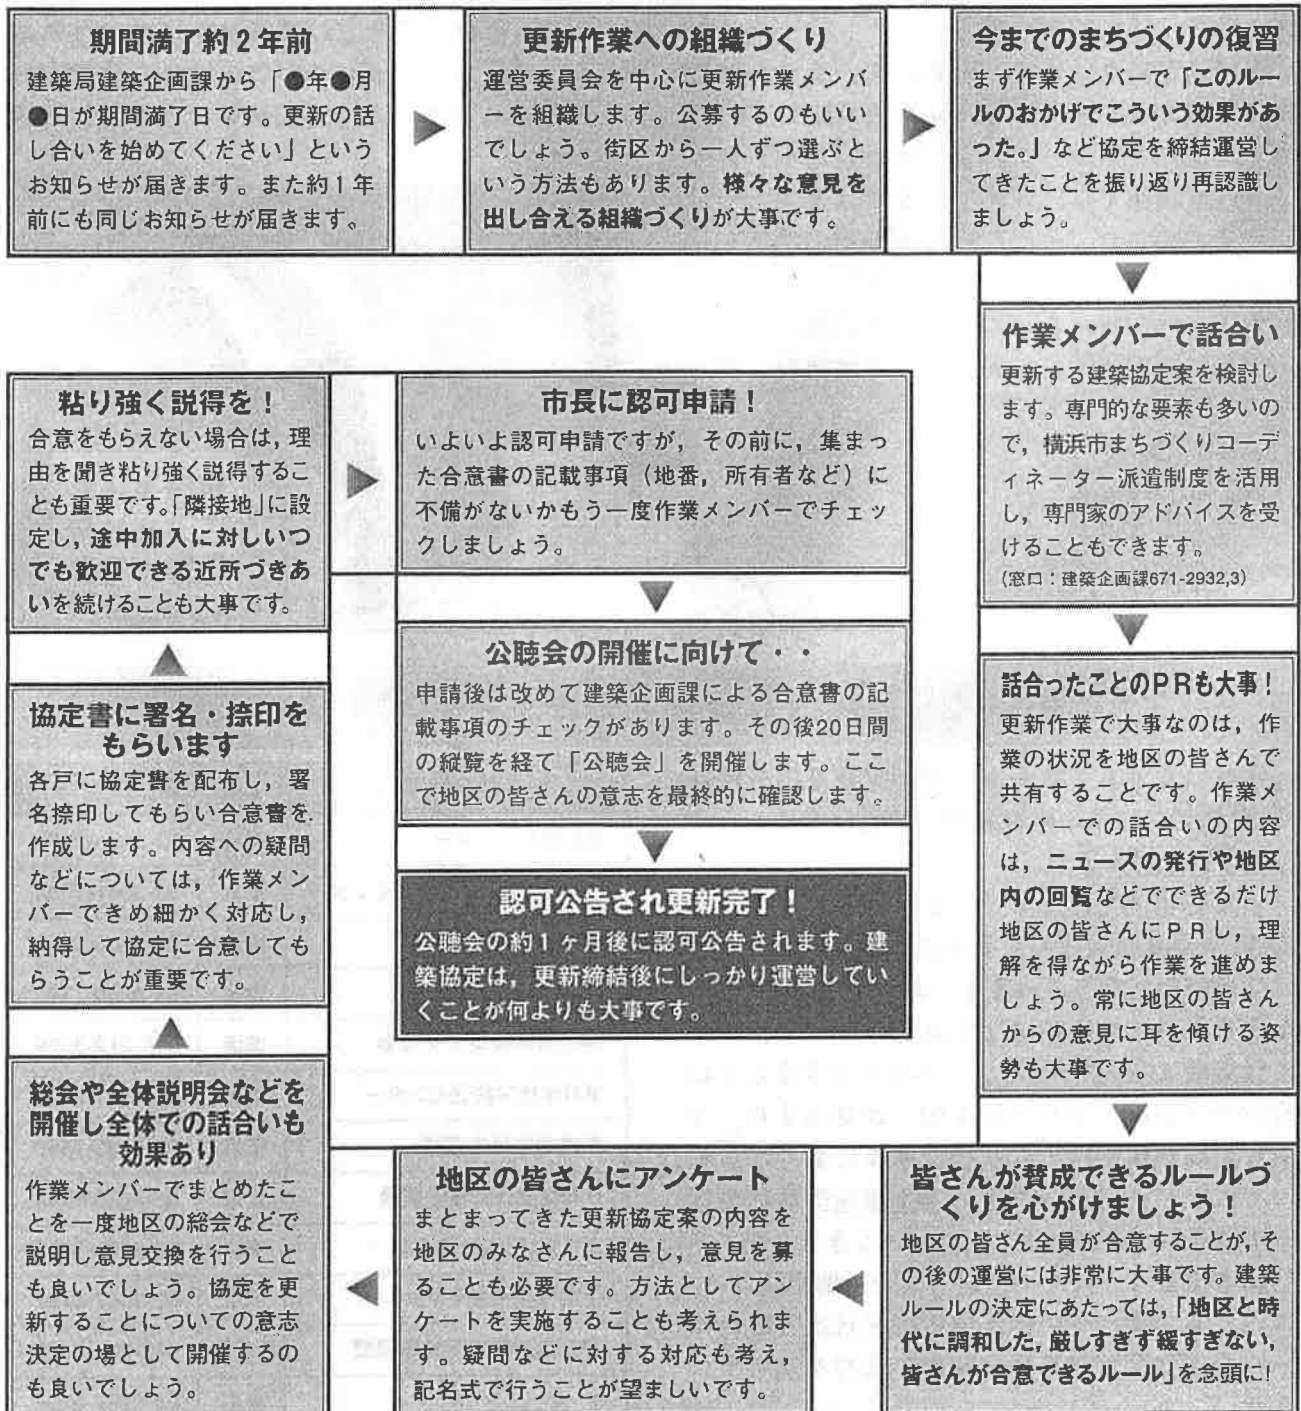 期間満了約2年前
建築局建築企画課から「●年●月
●日が期間満了日です。更新の話
し合いを始めてください」という
お知らせが届きます。また約1年
前にも同じお知らせが届きます。
更新作業への組織づくり
運営委員会を中心に更新作業メンバ
ーを組織します。公募するのもいい
でしょう。街区から一人ずつ選ぶと
いう方法もあります。様々な意見を
出し合える組織づくりが大事です。
今までのまちづくりの復習
まず作業メンバーで「このルー
ルのおかげでこういう効果があ
った。」など協定を締結運営し
てきたことを振り返り再認識し
ましょう。
作業メンバーで話合い
更新する建築協定案を検討し
ます。専門的な要素も多いの
で，横浜市まちづくりコーデ
ィネーター派遣制度を活用
し，専門家のアドバイスを受
けることもできます。
(窓口：建築企画課671-2932,3)
話合ったことのPRも大事！
更新作業で大事なのは，作
業の状況を地区の皆さんで
共有することです。作業メ
ンバーでの話合いの内容
は，ニュースの発行や地区
内の回覧などでできるだけ
地区の皆さんにPRし，理
解を得ながら作業を進めま
しょう。常に地区の皆さん
からの意見に耳を傾ける姿
勢も大事です。
皆さんが賛成できるルールづ
くりを心がけましょう！
地区の皆さん全員が合意することが，そ
の後の運営には非常に大事です。建築
ルールの決定にあたっては，「地区と時
代に調和した，厳しすぎず緩すぎない，
皆さんが合意できるルール」を念頭に！
地区の皆さんにアンケート
まとまってきた更新協定案の内容を
地区のみなさんに報告し，意見を募
ることも必要です。方法としてアン
ケートを実施することも考えられま
す。疑問などに対する対応も考え，
記名式で行うことが望ましいです。
総会や全体説明会などを
開催し全体での話合いも
効果あり
作業メンバーでまとめたこ
とを一度地区の総会などで
説明し意見交換を行うこと
も良いでしょう。協定を更
新することについての意志
決定の場として開催するの
も良いでしょう。
協定書に署名・捺印を
もらいます
各戸に協定書を配布し，署
名捺印してもらい合意書を
作成します。内容への疑問
などについては，作業メン
バーできめ細かく対応し，
納得して協定に合意しても
らうことが重要です。
粘り強く説得を！
合意をもらえない場合は，理
由を聞き粘り強く説得するこ
とも重要です。「隣接地」に設
定し，途中加入に対しいつ
でも歓迎できる近所づきあ
いを続けることも大事です。
市長に認可申請！
いよいよ認可申請ですが，その前に，集まっ
た合意書の記載事項（地番，所有者など）に
不備がないかもう一度作業メンバーでチェッ
クしましょう。
公聴会の開催に向けて・・
申請後は改めて建築企画課による合意書の記
載事項のチェックがあります。その後20日間
の縦覧を経て「公聴会」を開催します。ここ
で地区の皆さんの意志を最終的に確認します。
認可公告され更新完了！
公聴会の約1ヶ月後に認可公告されます。建
築協定は，更新締結後にしっかり運営してい
くことが何よりも大事です。